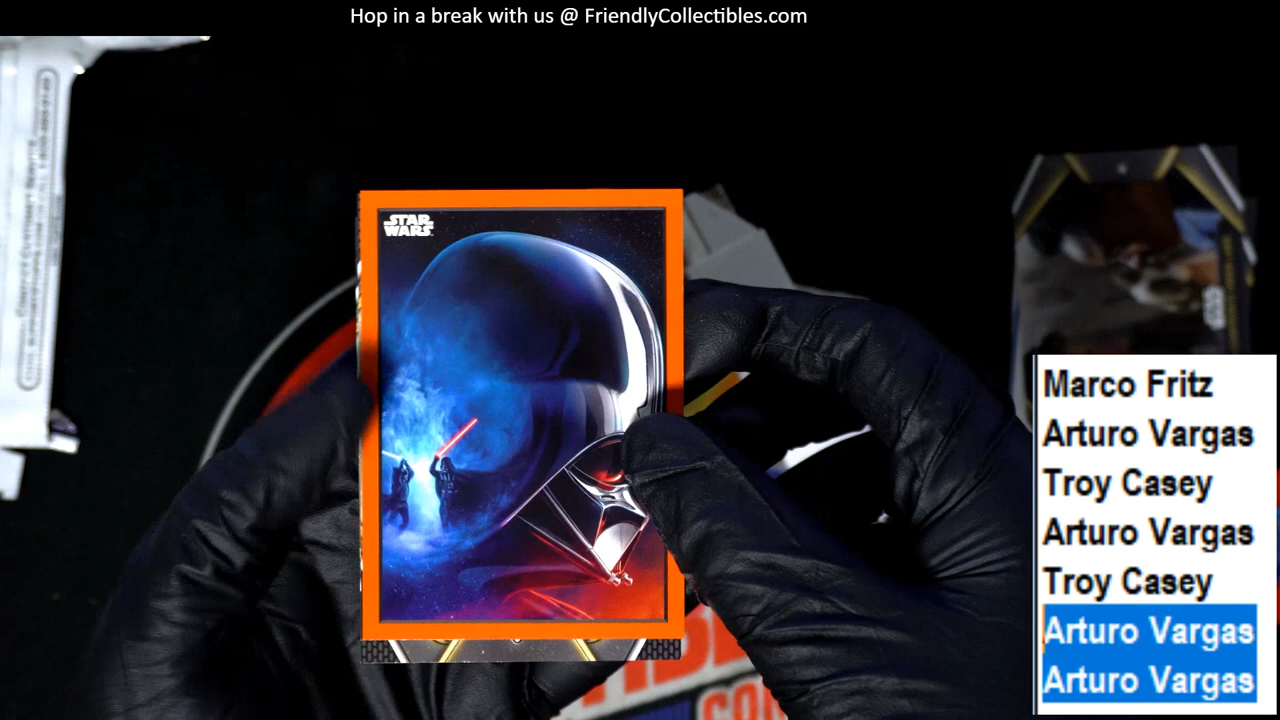 Hop in a break with us @ FriendlyCollectibles.com
STAR
WARS
Marco Fritz
Arturo Vargas
Troy Casey
Arturo Vargas
Troy Casey
Arturo Vargas
Arturo Vargas